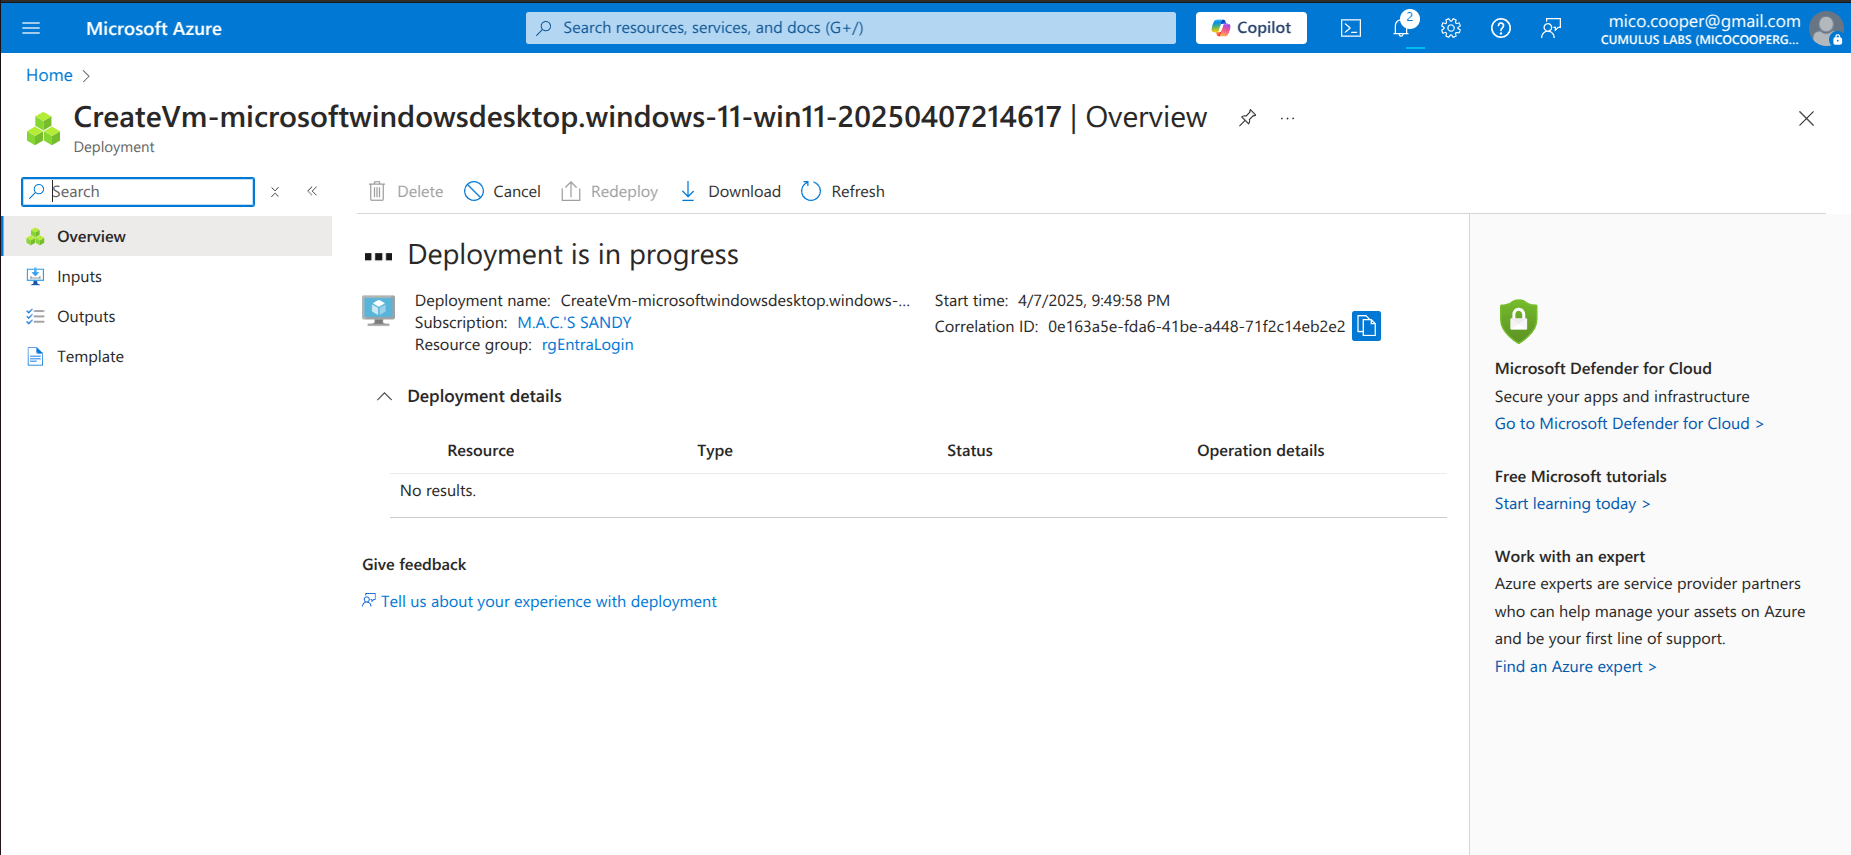 Microsoft Azure
Search resources, services, and docs (G+/)
Copilot
2
mico.cooper@gmail.com
CUMULUS LABS (MICOCOOPERG...
Home
CreateVm-microsoftwindowsdesktop.windows-11-win11-20250407214617 | Overview
Deployment
Search
Delete
Cancel
Redeploy
Download
Refresh
Overview
Inputs
Outputs
Template
Deployment is in progress
Deployment name: CreateVm-microsoftwindowsdesktop.windows-...
Subscription: M.A.C.'S SANDY
Resource group: rgEntraLogin
Start time: 4/7/2025, 9:49:58 PM
Correlation ID: 0e163a5e-fda6-41be-a448-71f2c14eb2e2
Deployment details
Resource Type Status Operation details
No results.
Give feedback
Tell us about your experience with deployment
Microsoft Defender for Cloud
Secure your apps and infrastructure
Go to Microsoft Defender for Cloud >
Free Microsoft tutorials
Start learning today >
Work with an expert
Azure experts are service provider partners
who can help manage your assets on Azure
and be your first line of support.
Find an Azure expert >